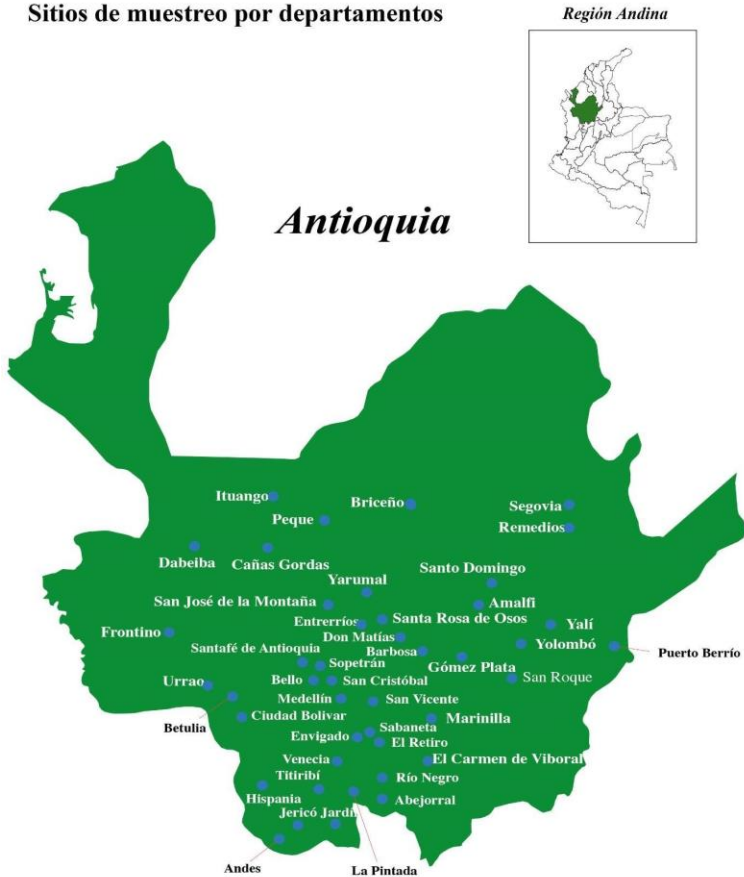 Sitios de muestreo por departamentos
Región Andina
Antioquia
Ituango
Briceño
Segovia
Peque
Remedios
Dabeiba
Cañas Gordas
Santo Domingo
Yarumal
San José de la Montaña
Amalfi
Entrerríos
Santa Rosa de Osos
Yalí
Frontino
Don Matías
Yolombó
Puerto Berrío
Santafé de Antioquia
Barbosa
Sopetrán
Gómez Plata
Urrao
Bello
San Cristóbal
San Roque
Medellín
San Vicente
Betulia
Ciudad Bolivar
Marinilla
Envigado
Sabaneta
El Retiro
Venecia
El Carmen de Viboral
Titiribí
Río Negro
Hispania
Abejorral
Jericó
Jardín
Andes
La Pintada